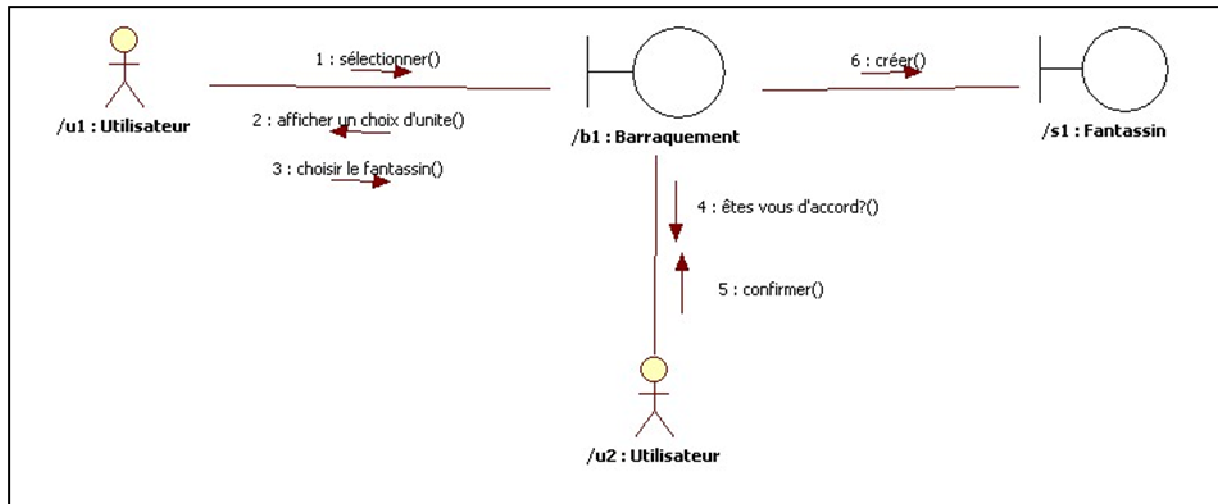 1 : sélectionner()
6 : créer()
/u1 : Utilisateur
2 : afficher un choix d'unite()
/b1 : Barraquement
/s1 : Fantassin
3 : choisir le fantassin()
4 : êtes vous d'accord?()
5 : confirmer()
/u2 : Utilisateur